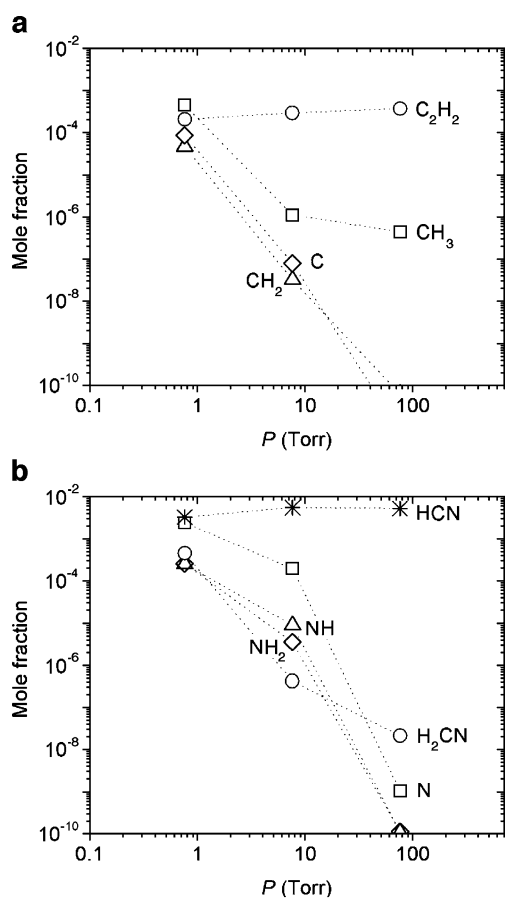 a
10⁻²
10⁻⁴
10⁻⁶
10⁻⁸
10⁻¹⁰
Mole fraction
C₂H₂
CH₃
C
CH₂
0.1 1 10 100
P (Torr)
b
10⁻²
10⁻⁴
10⁻⁶
10⁻⁸
10⁻¹⁰
Mole fraction
HCN
NH
NH₂
H₂CN
N
0.1 1 10 100
P (Torr)